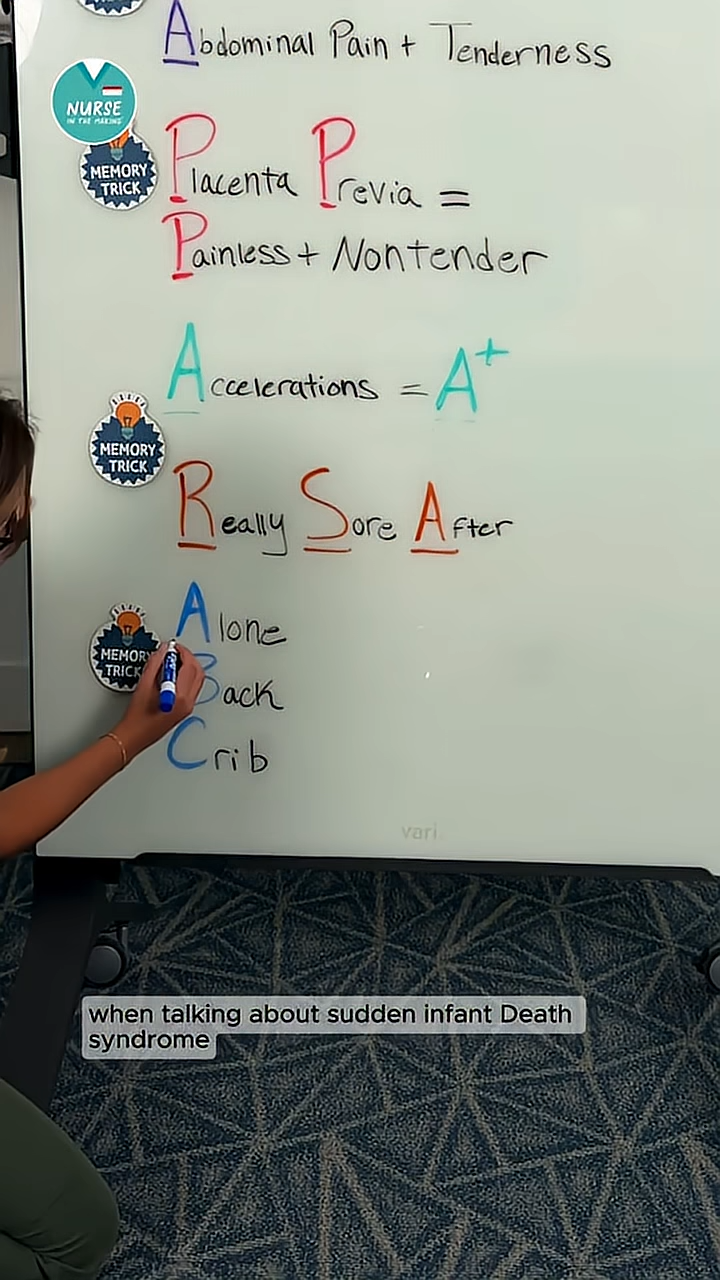 Abdominal Pain + Tenderness
NURSE
IN THE MAKING
MEMORY
TRICK
Placenta Previa =
Painless + Nontender
Accelerations = A+
MEMORY
TRICK
Really Sore After
Alone
MEMORY
TRICK
Back
Crib
vari
when talking about sudden infant Death
syndrome